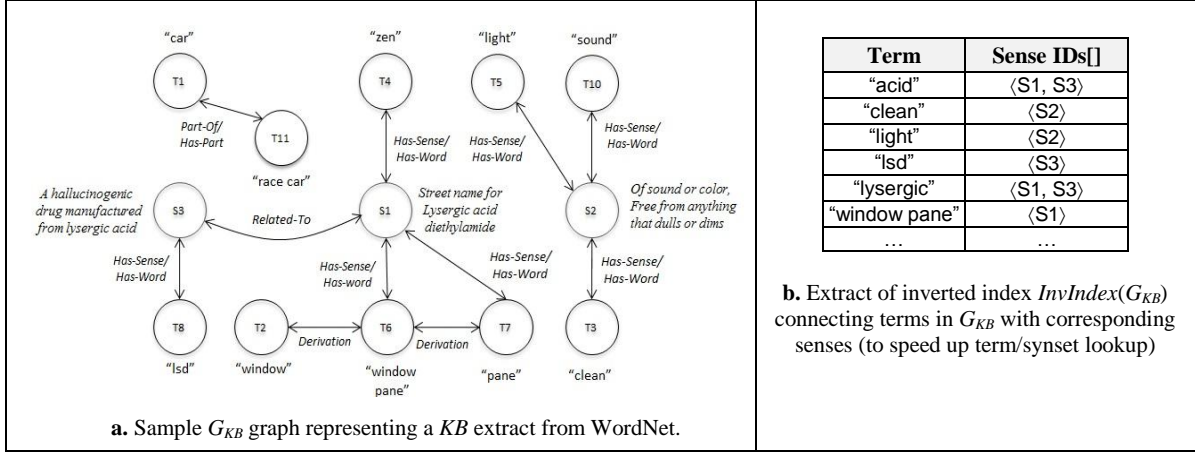 “car”
“zen”
“light”
“sound”
T1
T4
T5
T10
Part-Of/
Has-Part
T11
“race car”
Has-Sense/
Has-Word
Has-Sense/
Has-Word
Has-Sense/
Has-Word
A hallucinogenic
drug manufactured
from lysergic acid
S3
Related-To
S1
Street name for
Lysergic acid
diethylamide
S2
Of sound or color,
Free from anything
that dulls or dims
Has-Sense/
Has-Word
Has-Sense/
Has-word
Has-Sense/
Has-Word
Has-Sense/
Has-Word
T8
T2
Derivation
T6
Derivation
T7
T3
“lsd”
“window”
“window
pane”
“pane”
“clean”
a. Sample GKB graph representing a KB extract from WordNet.
Term Sense IDs[]
“acid” ⟨S1, S3⟩
“clean” ⟨S2⟩
“light” ⟨S2⟩
“lsd” ⟨S3⟩
“lysergic” ⟨S1, S3⟩
“window pane” ⟨S1⟩
… …
b. Extract of inverted index InvIndex(GKB)
connecting terms in GKB with corresponding
senses (to speed up term/synset lookup)